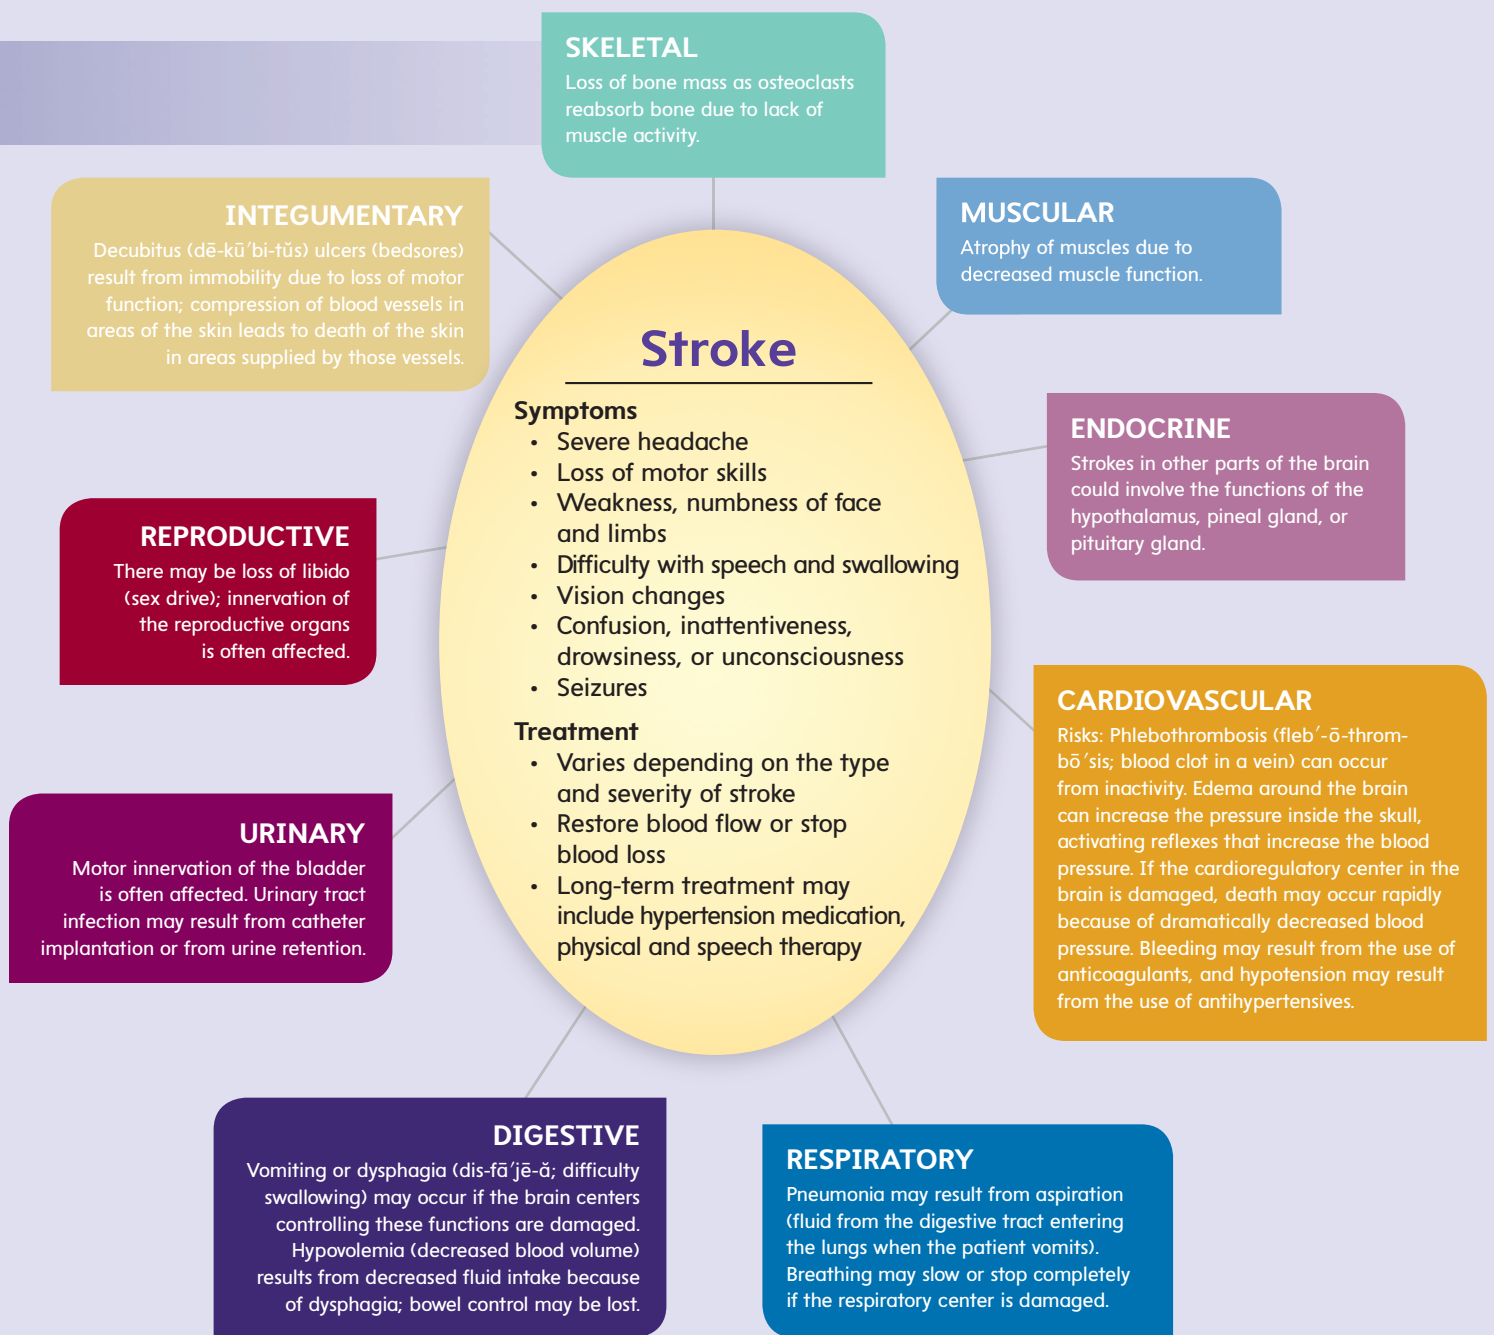 SKELETAL
Loss of bone mass as osteoclasts
reabsorb bone due to lack of
muscle activity.
INTEGUMENTARY
Decubitus (dē-kū′bi-tŭs) ulcers (bedsores)
result from immobility due to loss of motor
function; compression of blood vessels in
areas of the skin leads to death of the skin
in areas supplied by those vessels.
MUSCULAR
Atrophy of muscles due to
decreased muscle function.
Stroke
Symptoms
• Severe headache
• Loss of motor skills
• Weakness, numbness of face
and limbs
• Difficulty with speech and swallowing
• Vision changes
• Confusion, inattentiveness,
drowsiness, or unconsciousness
• Seizures
Treatment
• Varies depending on the type
and severity of stroke
• Restore blood flow or stop
blood loss
• Long-term treatment may
include hypertension medication,
physical and speech therapy
ENDOCRINE
Strokes in other parts of the brain
could involve the functions of the
hypothalamus, pineal gland, or
pituitary gland.
REPRODUCTIVE
There may be loss of libido
(sex drive); innervation of
the reproductive organs
is often affected.
CARDIOVASCULAR
Risks: Phlebothrombosis (fleb′-ō-throm-
bō′sis; blood clot in a vein) can occur
from inactivity. Edema around the brain
can increase the pressure inside the skull,
activating reflexes that increase the blood
pressure. If the cardioregulatory center in the
brain is damaged, death may occur rapidly
because of dramatically decreased blood
pressure. Bleeding may result from the use of
anticoagulants, and hypotension may result
from the use of antihypertensives.
URINARY
Motor innervation of the bladder
is often affected. Urinary tract
infection may result from catheter
implantation or from urine retention.
DIGESTIVE
Vomiting or dysphagia (dis-fā′jē-ă; difficulty
swallowing) may occur if the brain centers
controlling these functions are damaged.
Hypovolemia (decreased blood volume)
results from decreased fluid intake because
of dysphagia; bowel control may be lost.
RESPIRATORY
Pneumonia may result from aspiration
(fluid from the digestive tract entering
the lungs when the patient vomits).
Breathing may slow or stop completely
if the respiratory center is damaged.